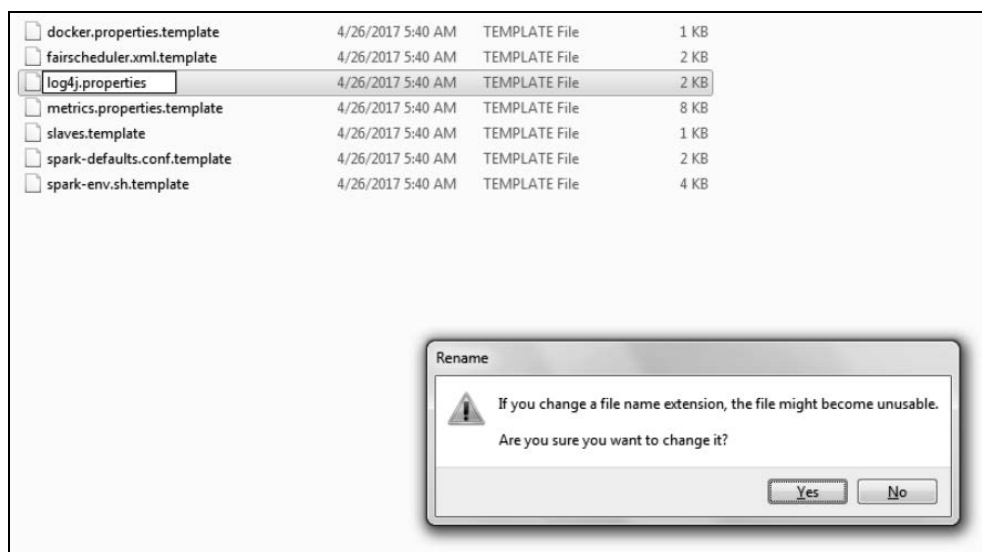 docker.properties.template 4/26/2017 5:40 AM TEMPLATE File 1 KB
fairscheduler.xml.template 4/26/2017 5:40 AM TEMPLATE File 2 KB
log4j.properties 4/26/2017 5:40 AM TEMPLATE File 2 KB
metrics.properties.template 4/26/2017 5:40 AM TEMPLATE File 8 KB
slaves.template 4/26/2017 5:40 AM TEMPLATE File 1 KB
spark-defaults.conf.template 4/26/2017 5:40 AM TEMPLATE File 2 KB
spark-env.sh.template 4/26/2017 5:40 AM TEMPLATE File 4 KB
Rename
If you change a file name extension, the file might become unusable.
Are you sure you want to change it?
Yes No